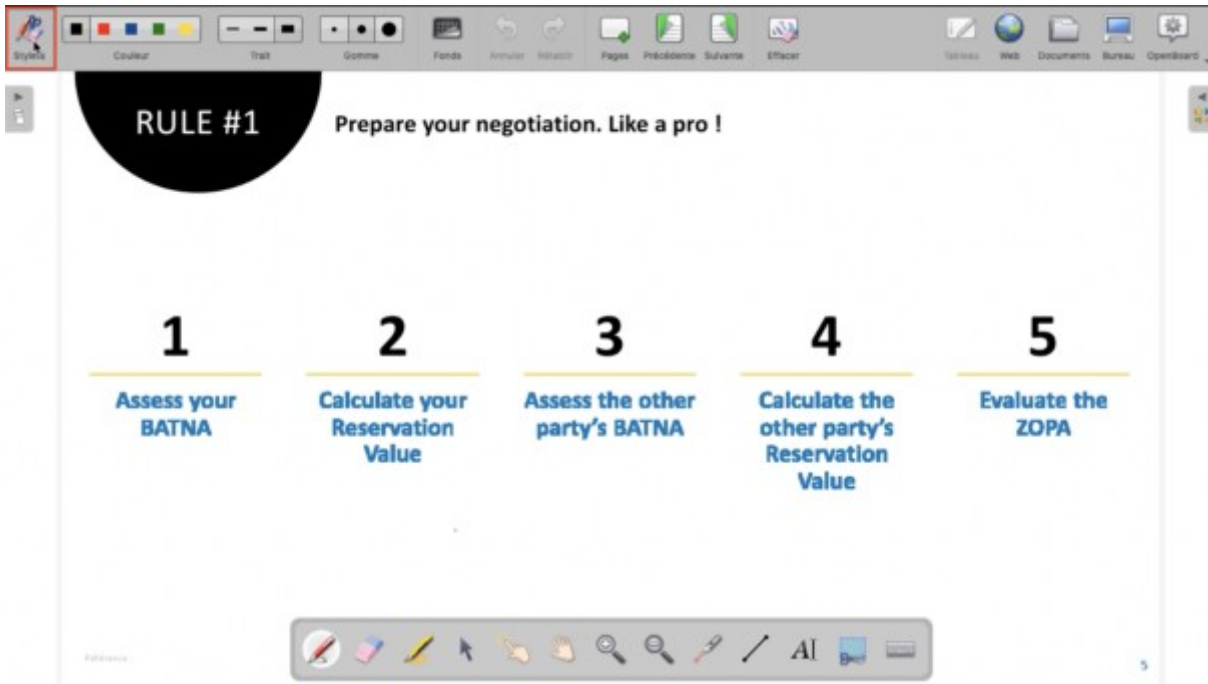 Stylets Couleur Trait Gomme Fonds Annuler Rétablir Pages Précédente Suivante Effacer Tableau Web Documents Bureau OpenBoard
RULE #1
Prepare your negotiation. Like a pro !
1
Assess your
BATNA
2
Calculate your
Reservation
Value
3
Assess the other
party's BATNA
4
Calculate the
other party's
Reservation
Value
5
Evaluate the
ZOPA
AI
5